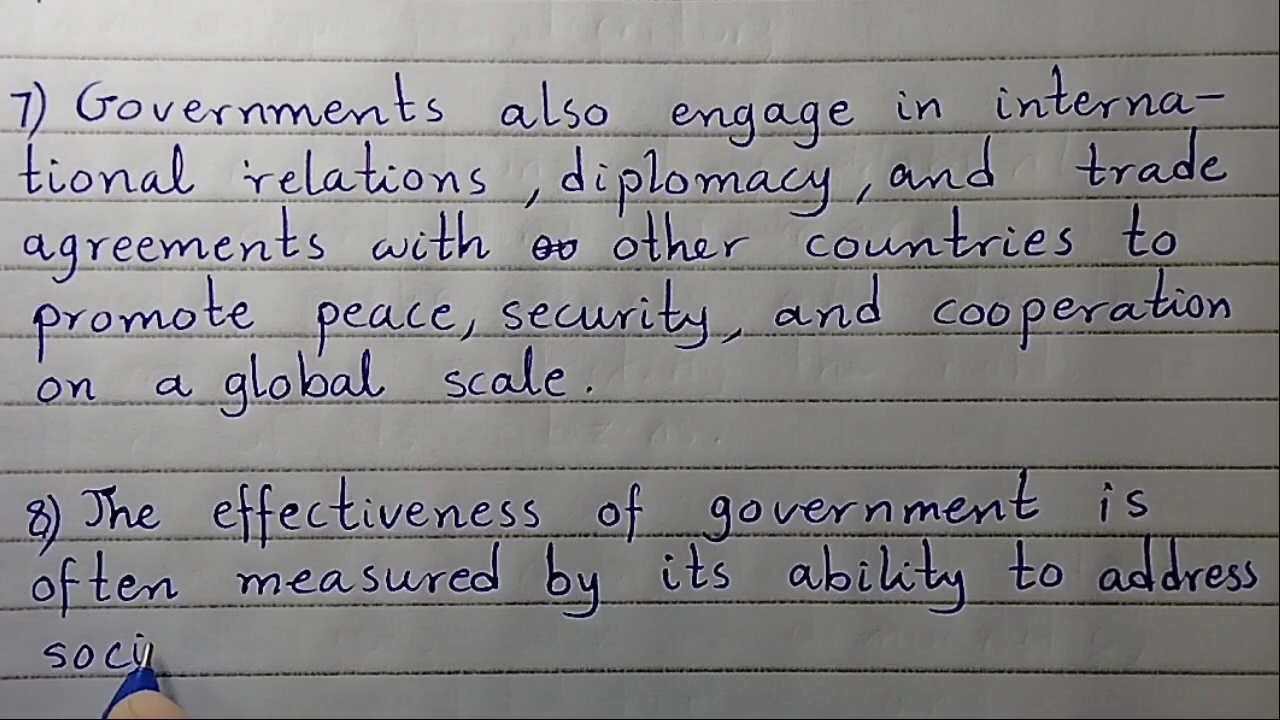 7) Governments also engage in interna-
tional relations, diplomacy, and trade
agreements with other countries to
promote peace, security, and cooperation
on a global scale.
8) The effectiveness of government is
often measured by its ability to address
soci